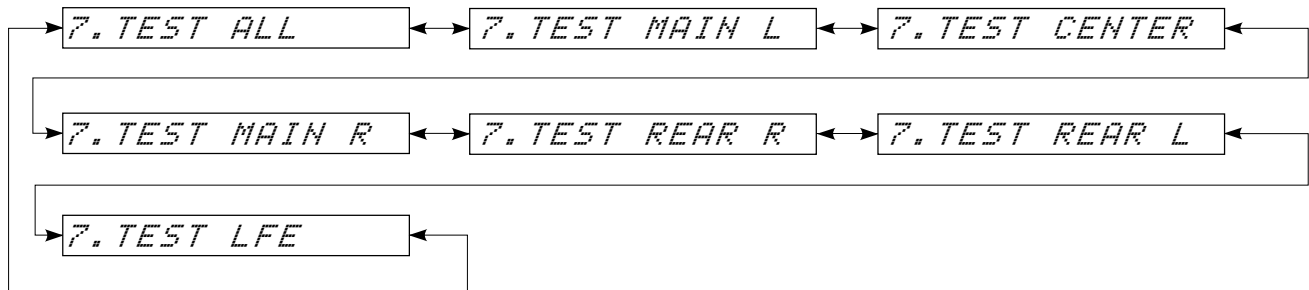 7. TEST ALL
7. TEST MAIN L
7. TEST CENTER
7. TEST MAIN R
7. TEST REAR R
7. TEST REAR L
7. TEST LFE